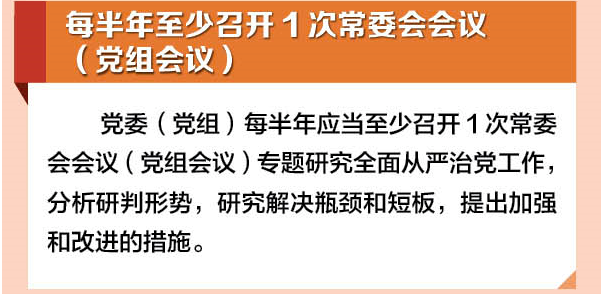 每半年至少召开1次常委会会议
（党组会议）
党委（党组）每半年应当至少召开1次常委
会会议（党组会议）专题研究全面从严治党工作，
分析研判形势，研究解决瓶颈和短板，提出加强
和改进的措施。